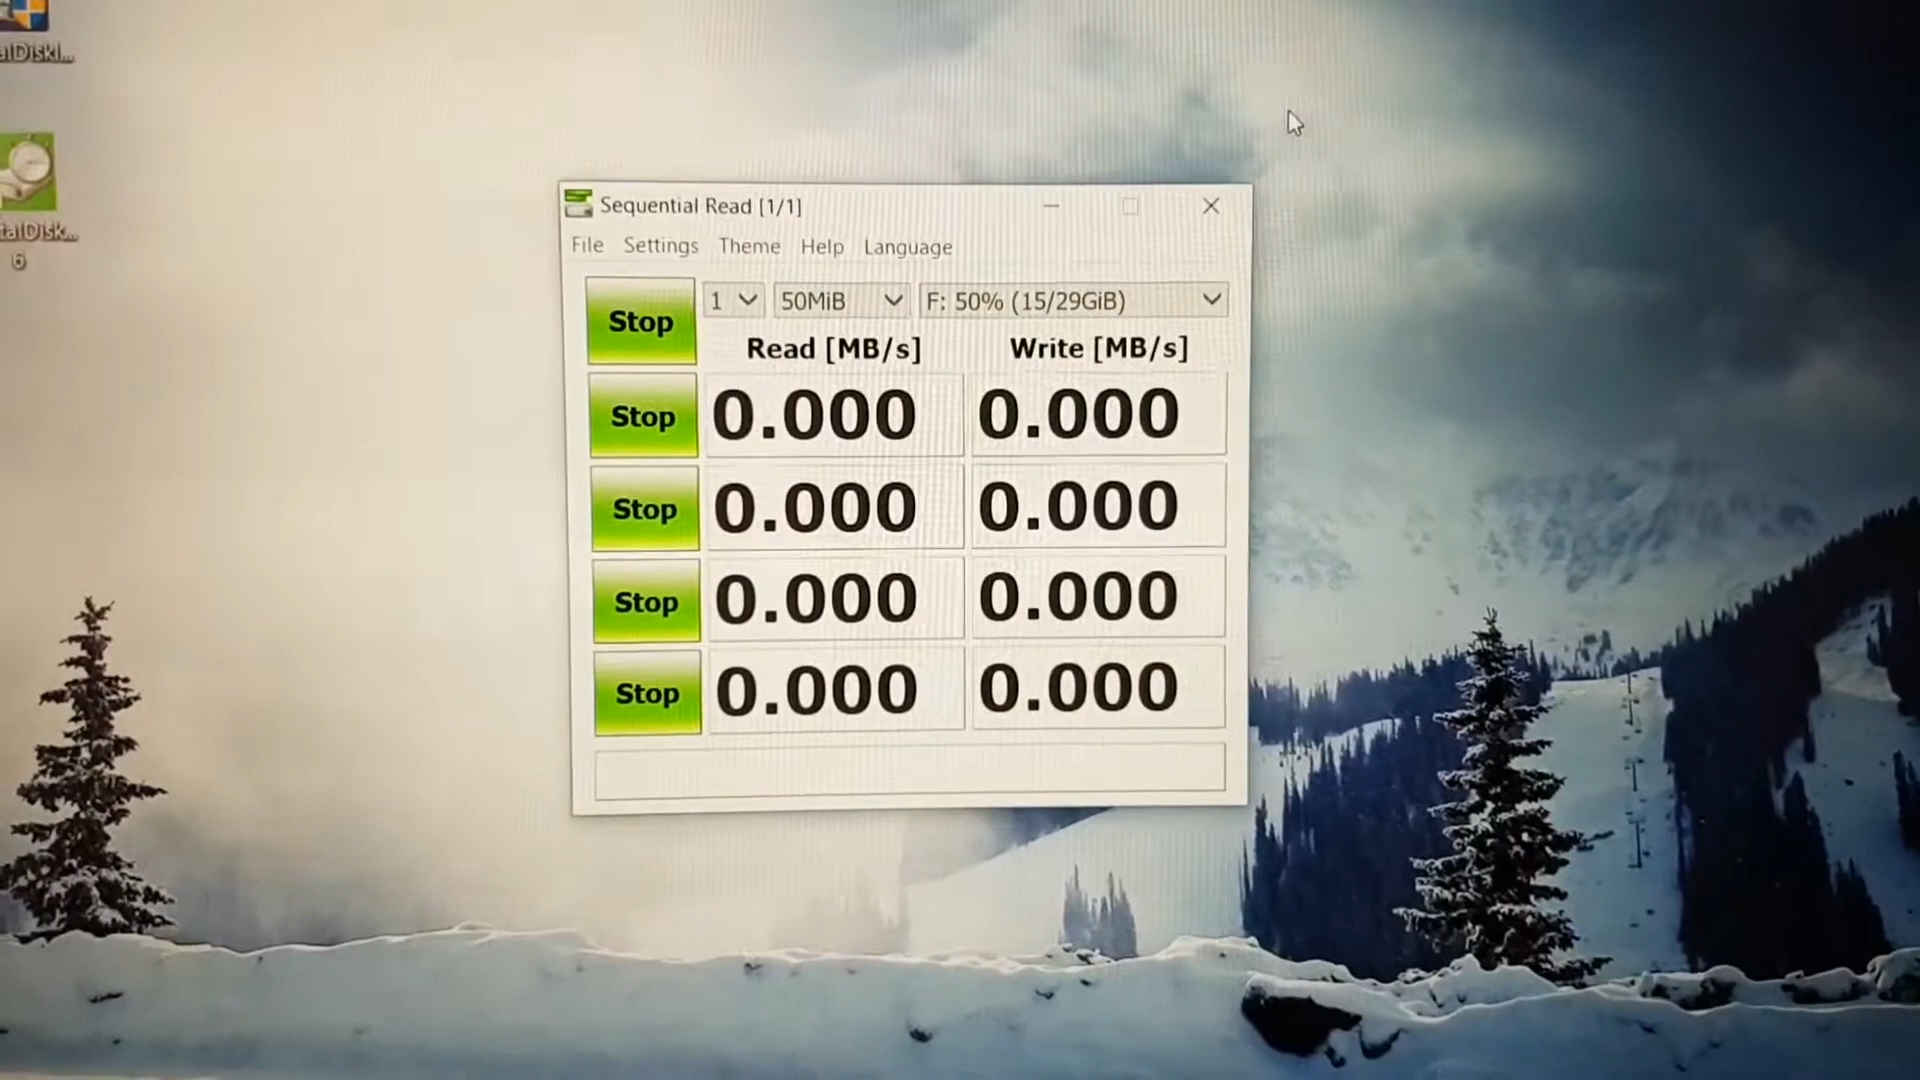 alDiskI...
talDisk...
6
Sequential Read [1/1]
File Settings Theme Help Language
Stop 1 50MiB F: 50% (15/29GiB)
Read [MB/s] Write [MB/s]
Stop 0.000 0.000
Stop 0.000 0.000
Stop 0.000 0.000
Stop 0.000 0.000